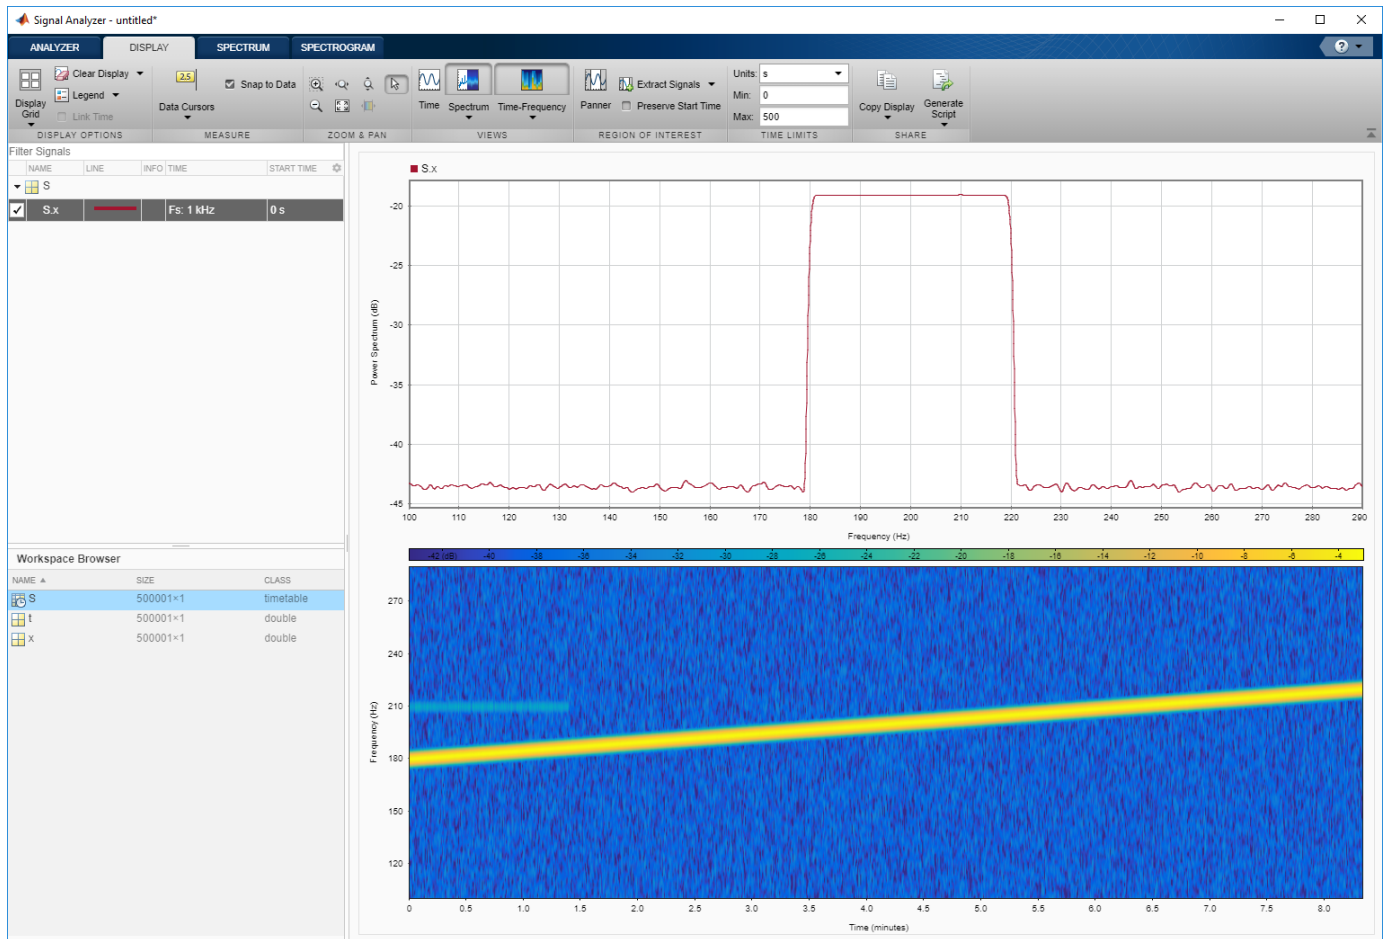 Signal Analyzer - untitled*
ANALYZER DISPLAY SPECTRUM SPECTROGRAM ?
Display Grid
Clear Display
Legend
Link Time
DISPLAY OPTIONS
2.5
Data Cursors
Snap to Data
MEASURE
ZOOM & PAN
Time Spectrum Time-Frequency
VIEWS
Panner
Extract Signals
Preserve Start Time
REGION OF INTEREST
Units: s
Min: 0
Max: 500
TIME LIMITS
Copy Display
Generate Script
SHARE
Filter Signals
NAME LINE INFO TIME START TIME
S
S.x Fs: 1 kHz 0 s
Workspace Browser
NAME SIZE CLASS
S 500001×1 timetable
t 500001×1 double
x 500001×1 double
S.x
-20
-25
-30
-35
-40
-45
Power Spectrum (dB)
100 110 120 130 140 150 160 170 180 190 200 210 220 230 240 250 260 270 280 290
Frequency (Hz)
-42 (dB) -40 -38 -36 -34 -32 -30 -28 -26 -24 -22 -20 -18 -16 -14 -12 -10 -8 -6 -4
270
240
210
180
150
120
Frequency (Hz)
0 0.5 1.0 1.5 2.0 2.5 3.0 3.5 4.0 4.5 5.0 5.5 6.0 6.5 7.0 7.5 8.0
Time (minutes)